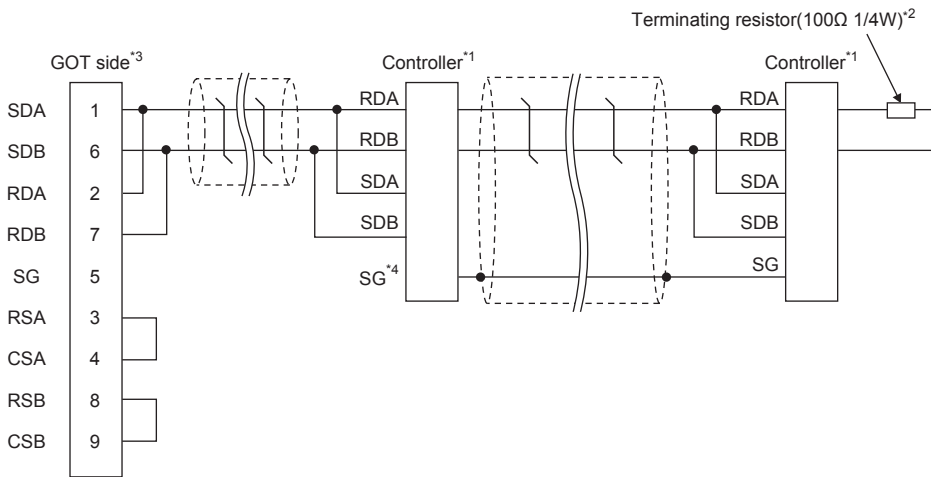 Terminating resistor(100Ω 1/4W)*2
GOT side*3
Controller*1
Controller*1
SDA 1
SDB 6
RDA 2
RDB 7
SG 5
RSA 3
CSA 4
RSB 8
CSB 9
RDA
RDB
SDA
SDB
SG*4
RDA
RDB
SDA
SDB
SG